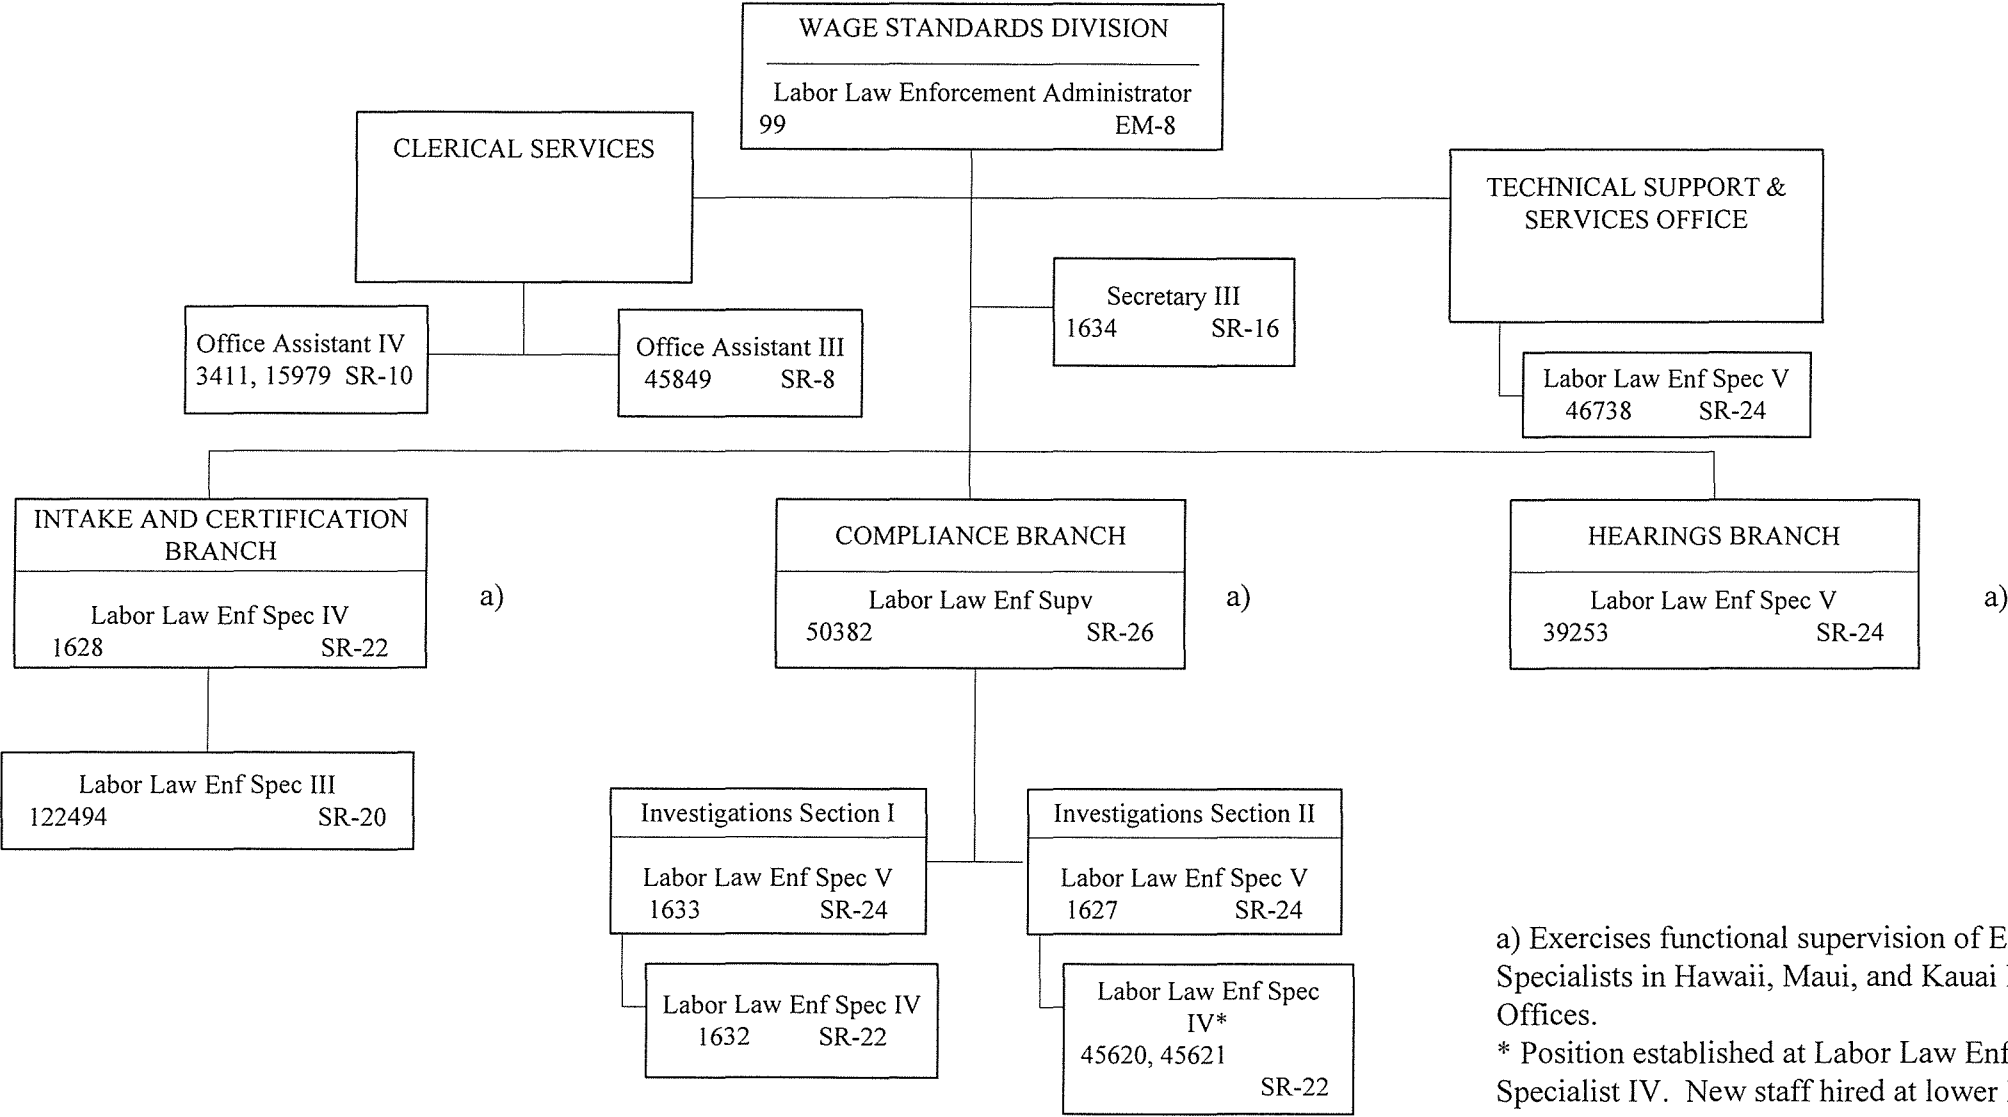 WAGE STANDARDS DIVISION
Labor Law Enforcement Administrator
99 EM-8
CLERICAL SERVICES
TECHNICAL SUPPORT &
SERVICES OFFICE
Secretary III
1634 SR-16
Office Assistant IV
3411, 15979 SR-10
Office Assistant III
45849 SR-8
Labor Law Enf Spec V
46738 SR-24
INTAKE AND CERTIFICATION
BRANCH
Labor Law Enf Spec IV
1628 SR-22
a)
COMPLIANCE BRANCH
Labor Law Enf Supv
50382 SR-26
a)
HEARINGS BRANCH
Labor Law Enf Spec V
39253 SR-24
a)
Labor Law Enf Spec III
122494 SR-20
Investigations Section I
Labor Law Enf Spec V
1633 SR-24
Investigations Section II
Labor Law Enf Spec V
1627 SR-24
Labor Law Enf Spec IV
1632 SR-22
Labor Law Enf Spec
IV*
45620, 45621
SR-22
a) Exercises functional supervision of
Specialists in Hawaii, Maui, and Kauai
Offices.
* Position established at Labor Law Enf
Specialist IV. New staff hired at lower